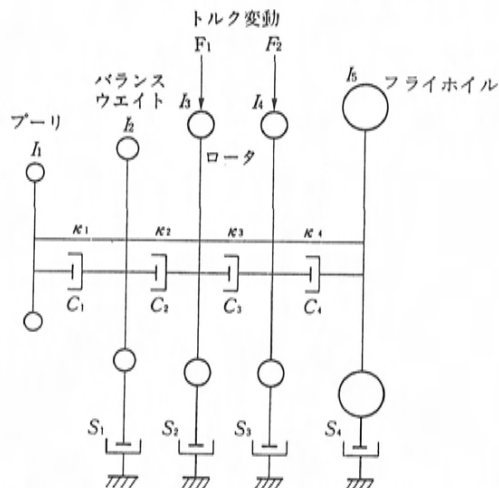 トルク変動
F1 F2
バランス
ウエイト
I5
フライホイル
プーリ
I3 I4
I1 I2
ロータ
κ1 κ2 κ3 κ4
C1 C2 C3 C4
S1 S2 S3 S4